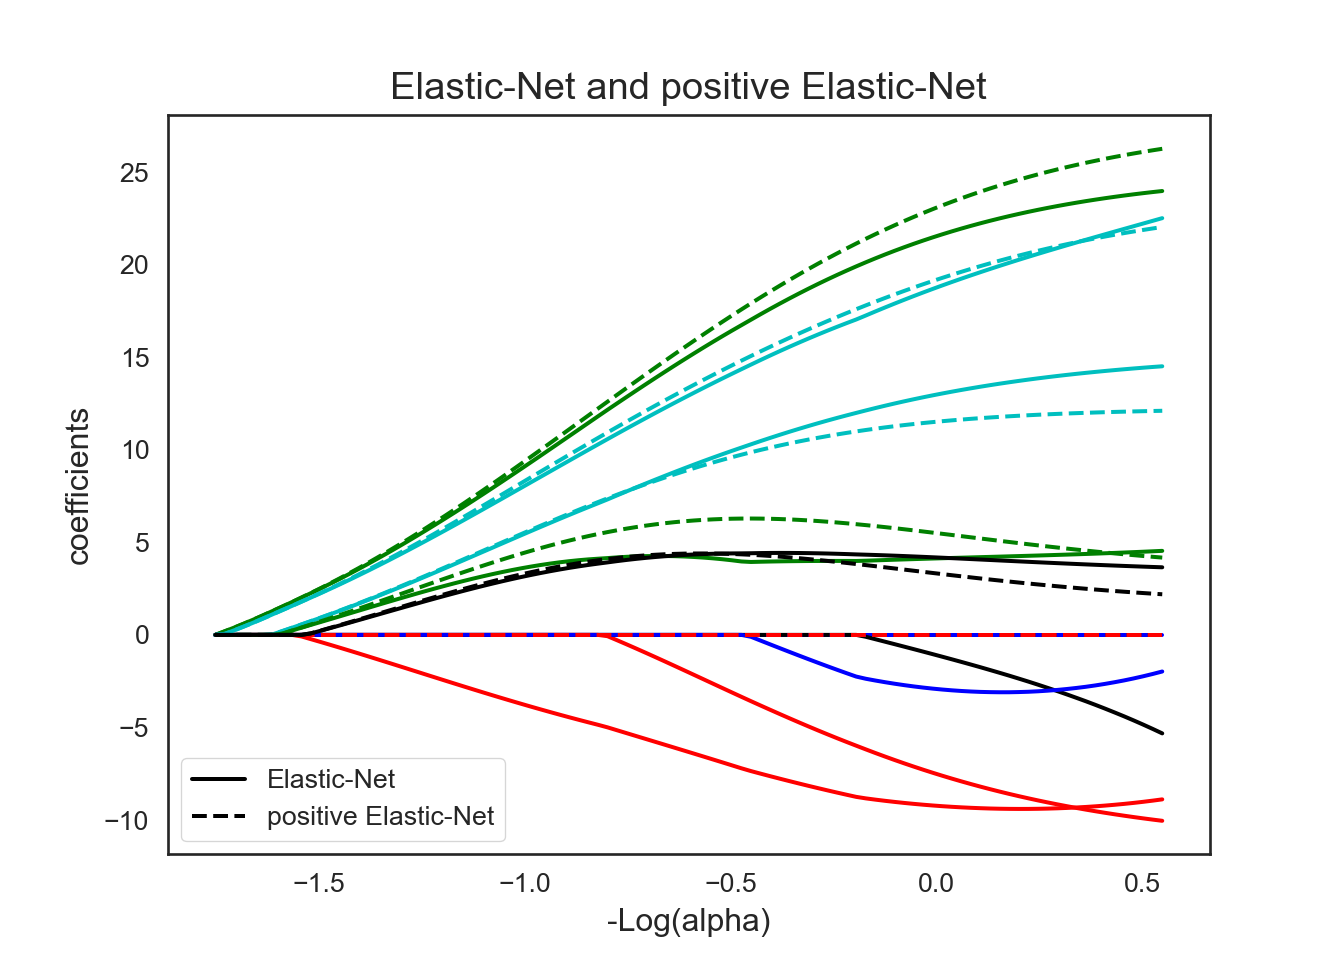 Elastic-Net and positive Elastic-Net
25
20
15
10
5
0
−5
−10
coefficients
Elastic-Net
positive Elastic-Net
−1.5 −1.0 −0.5 0.0 0.5
-Log(alpha)